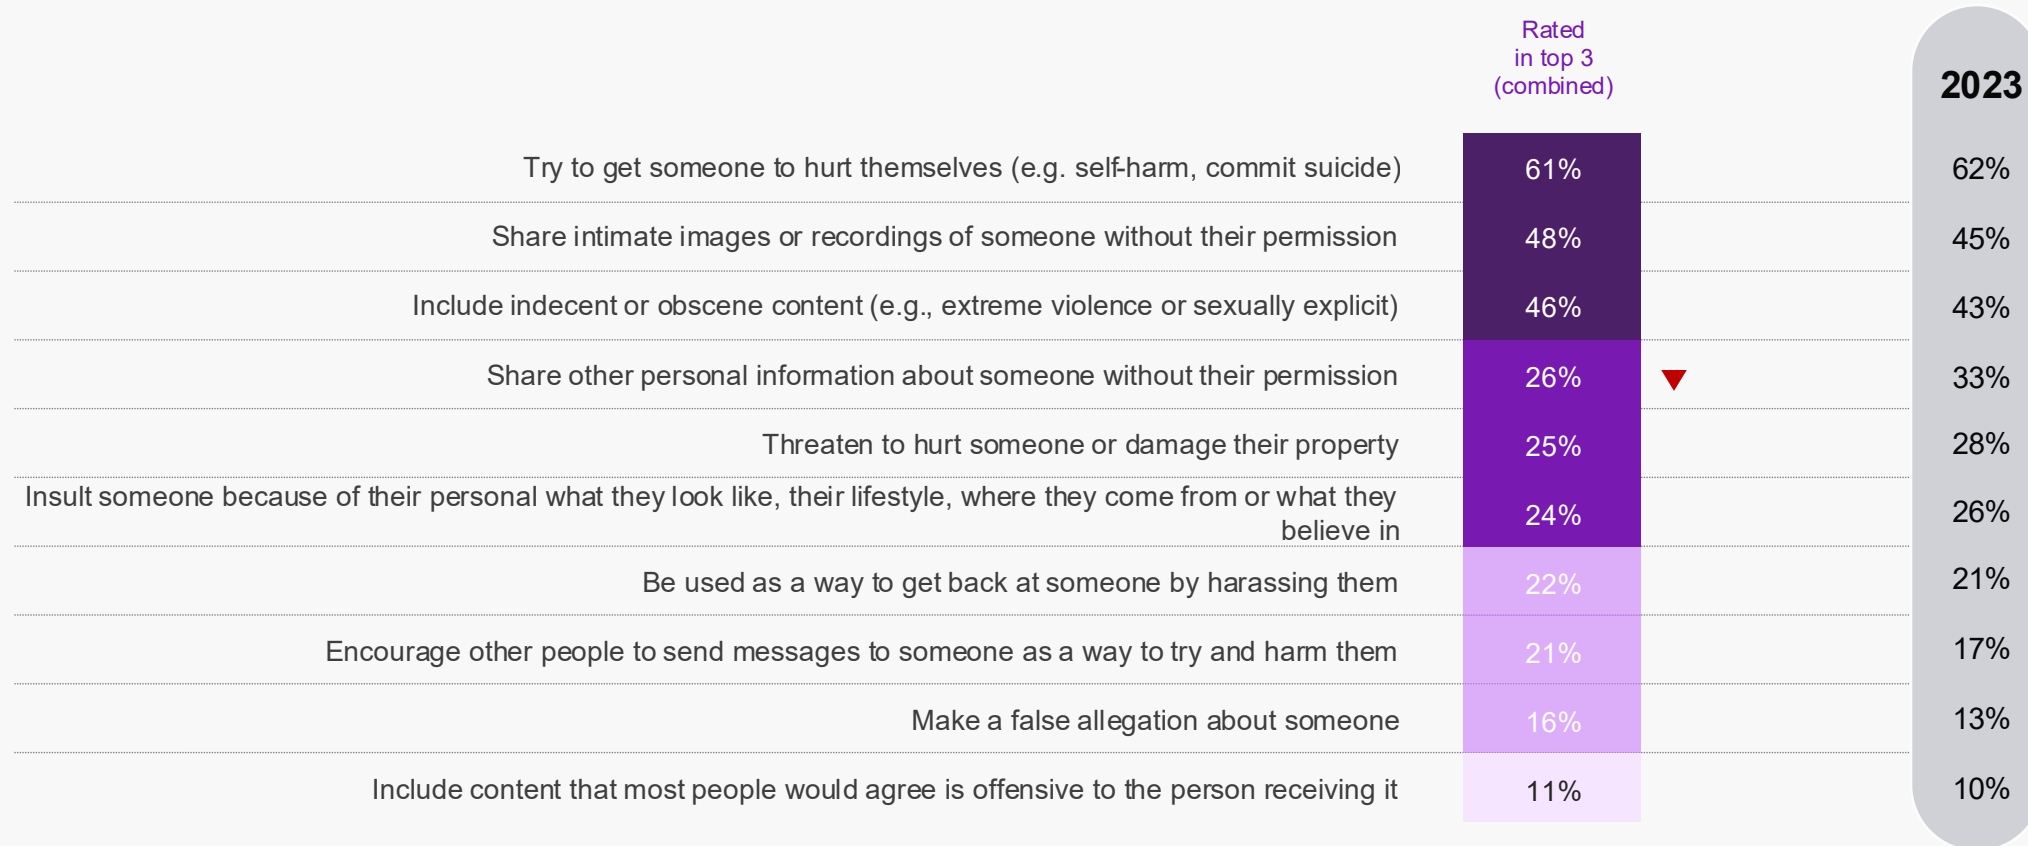 Rated
in top 3
(combined)
2023
Try to get someone to hurt themselves (e.g. self-harm, commit suicide) 61% 62%
Share intimate images or recordings of someone without their permission 48% 45%
Include indecent or obscene content (e.g., extreme violence or sexually explicit) 46% 43%
Share other personal information about someone without their permission 26% 33%
Threaten to hurt someone or damage their property 25% 28%
Insult someone because of their personal what they look like, their lifestyle, where they come from or what they
believe in 24% 26%
Be used as a way to get back at someone by harassing them 22% 21%
Encourage other people to send messages to someone as a way to try and harm them 21% 17%
Make a false allegation about someone 16% 13%
Include content that most people would agree is offensive to the person receiving it 11% 10%